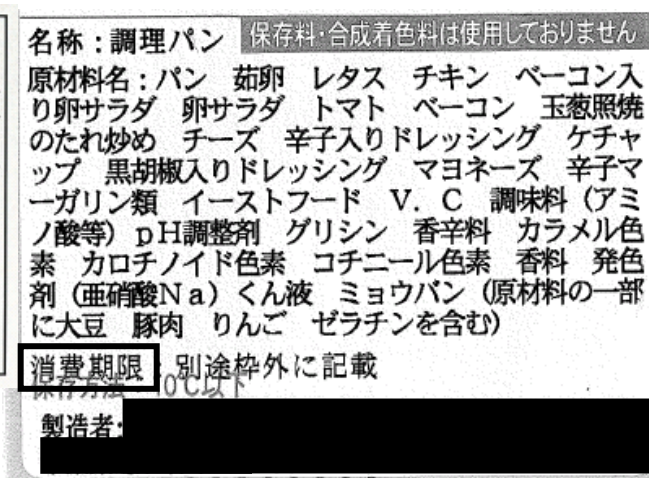 名称：調理パン 保存料・合成着色料は使用しておりません
原材料名：パン 茹卵 レタス チキン ベーコン入
り卵サラダ 卵サラダ トマト ベーコン 玉葱照焼
のたれ炒め チーズ 辛子入りドレッシング ケチャ
ップ 黒胡椒入りドレッシング マヨネーズ 辛子マ
ーガリン類 イーストフード V．C 調味料（アミ
ノ酸等）pH調整剤 グリシン 香辛料 カラメル色
素 カロチノイド色素 コチニール色素 香料 発色
剤（亜硝酸Na）くん液 ミョウバン（原材料の一部
に大豆 豚肉 りんご ゼラチンを含む）
消費期限：別途枠外に記載
保存方法：10℃以下
製造者：